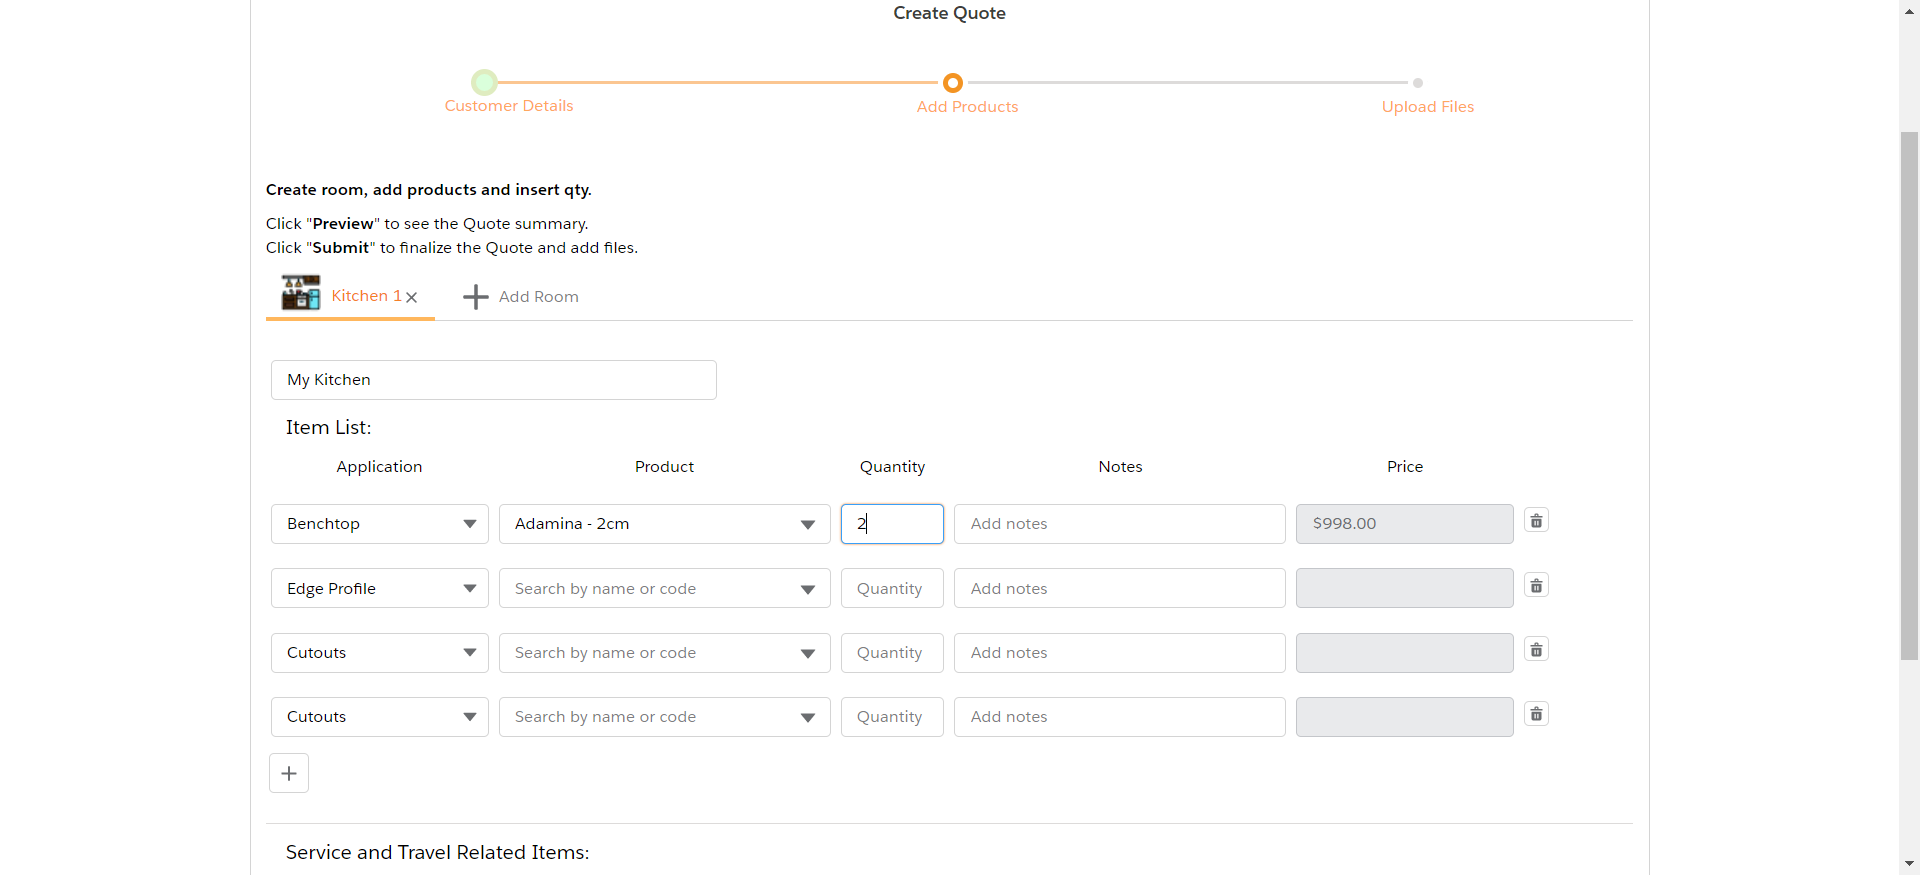 Create Quote
Customer Details
Add Products
Upload Files
Create room, add products and insert qty.
Click "Preview" to see the Quote summary.
Click "Submit" to finalize the Quote and add files.
Kitchen 1
Add Room
My Kitchen
Item List:
Application Product Quantity Notes Price
Benchtop Adamina - 2cm 2 Add notes $998.00
Edge Profile Search by name or code Quantity Add notes
Cutouts Search by name or code Quantity Add notes
Cutouts Search by name or code Quantity Add notes
Service and Travel Related Items: